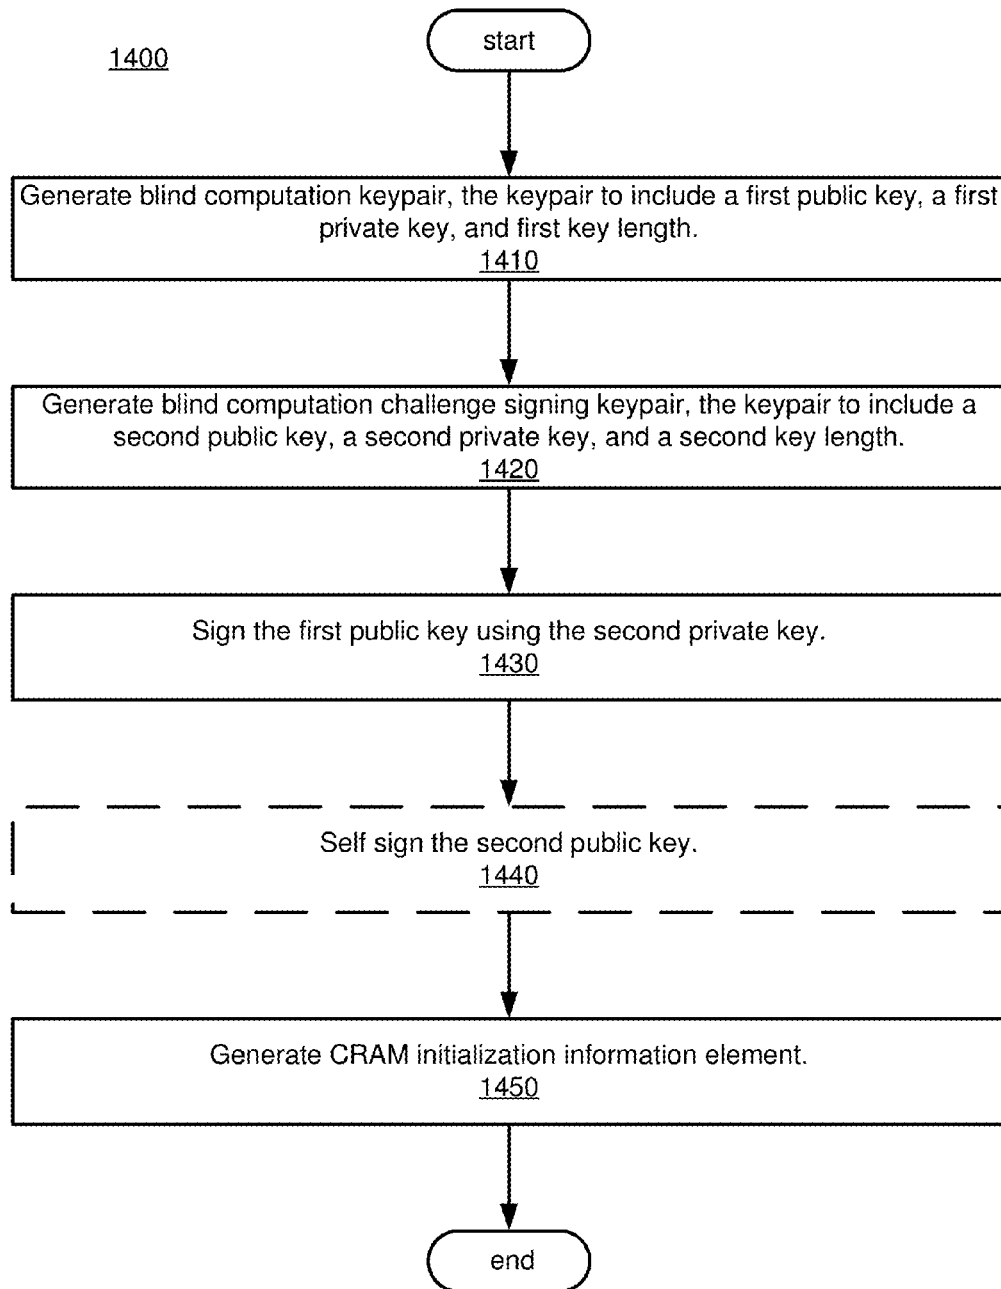 1400
start
Generate blind computation keypair, the keypair to include a first public key, a first
private key, and first key length.
1410
Generate blind computation challenge signing keypair, the keypair to include a
second public key, a second private key, and a second key length.
1420
Sign the first public key using the second private key.
1430
Self sign the second public key.
1440
Generate CRAM initialization information element.
1450
end